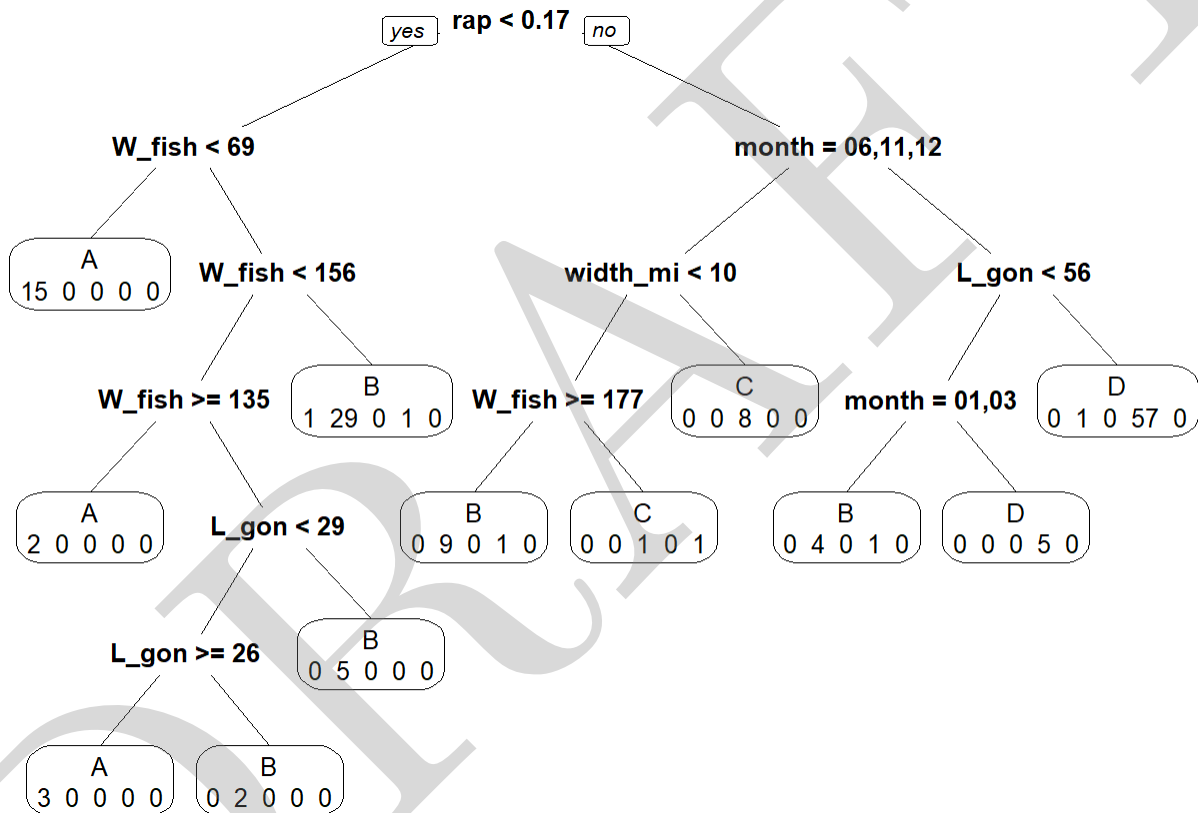 rap < 0.17
yes
no
W_fish < 69
month = 06,11,12
A
15 0 0 0 0
W_fish < 156
width_mi < 10
L_gon < 56
W_fish >= 135
B
1 29 0 1 0
W_fish >= 177
C
0 0 8 0 0
month = 01,03
D
0 1 0 57 0
A
2 0 0 0 0
L_gon < 29
B
0 9 0 1 0
C
0 0 1 0 1
B
0 4 0 1 0
D
0 0 0 5 0
L_gon >= 26
B
0 5 0 0 0
A
3 0 0 0 0
B
0 2 0 0 0
DRAFT